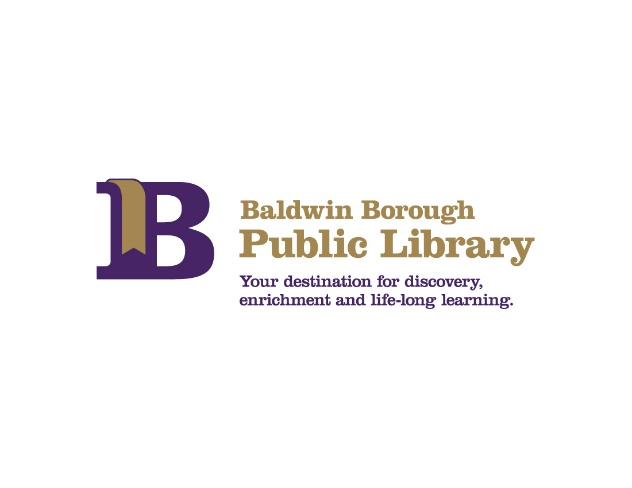 B
Baldwin Borough
Public Library
Your destination for discovery,
enrichment and life-long learning.